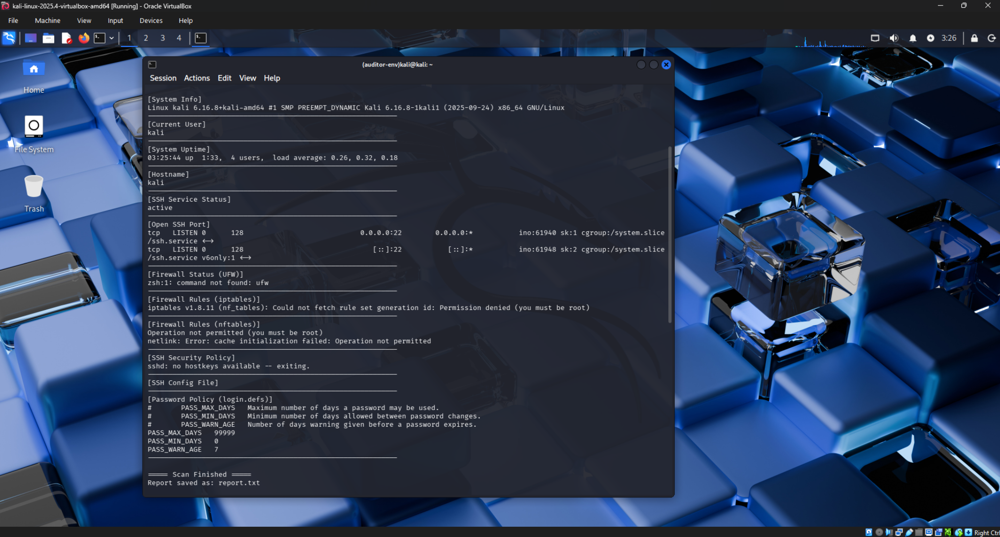 kali-linux-2025.4-virtualbox-amd64 [Running] - Oracle VirtualBox
File Machine View Input Devices Help
1 2 3 4
3:26
Home
File System
Trash
(auditor-env)kali@kali: ~
Session Actions Edit View Help
[System Info]
Linux kali 6.16.8+kali-amd64 #1 SMP PREEMPT_DYNAMIC Kali 6.16.8-1kali1 (2025-09-24) x86_64 GNU/Linux
[Current User]
kali
[System Uptime]
03:25:44 up  1:33,  4 users,  load average: 0.26, 0.32, 0.18
[Hostname]
kali
[SSH Service Status]
active
[Open SSH Port]
tcp   LISTEN 0      128                            0.0.0.0:22        0.0.0.0:*           ino:61940 sk:1 cgroup:/system.slice
/ssh.service <->
tcp   LISTEN 0      128                               [::]:22           [::]:*           ino:61948 sk:2 cgroup:/system.slice
/ssh.service v6only:1 <->
[Firewall Status (UFW)]
zsh:1: command not found: ufw
[Firewall Rules (iptables)]
iptables v1.8.11 (nf_tables): Could not fetch rule set generation id: Permission denied (you must be root)
[Firewall Rules (nftables)]
Operation not permitted (you must be root)
netlink: Error: cache initialization failed: Operation not permitted
[SSH Security Policy]
sshd: no hostkeys available -- exiting.
[SSH Config File]
[Password Policy (login.defs)]
#       PASS_MAX_DAYS   Maximum number of days a password may be used.
#       PASS_MIN_DAYS   Minimum number of days allowed between password changes.
#       PASS_WARN_AGE   Number of days warning given before a password expires.
PASS_MAX_DAYS   99999
PASS_MIN_DAYS   0
PASS_WARN_AGE   7
===== Scan Finished =====
Report saved as: report.txt
Right Ctrl